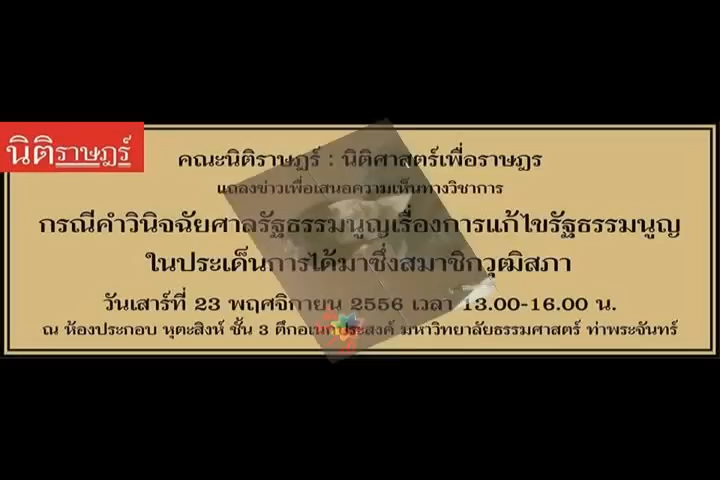 นิติราษฎร์
คณะนิติราษฎร์ : นิติศาสตร์เพื่อราษฎร
แถลงข่าวเพื่อเสนอความเห็นทางวิชาการ
กรณีคำวินิจฉัยศาลรัฐธรรมนูญเรื่องการแก้ไขรัฐธรรมนูญ
ในประเด็นการได้มาซึ่งสมาชิกวุฒิสภา
วันเสาร์ที่ 23 พฤศจิกายน 2556 เวลา 13.00-16.00 น.
ณ ห้องประกอบ หุตะสิงห์ ชั้น 3 ตึกอเนกประสงค์ มหาวิทยาลัยธรรมศาสตร์ ท่าพระจันทร์